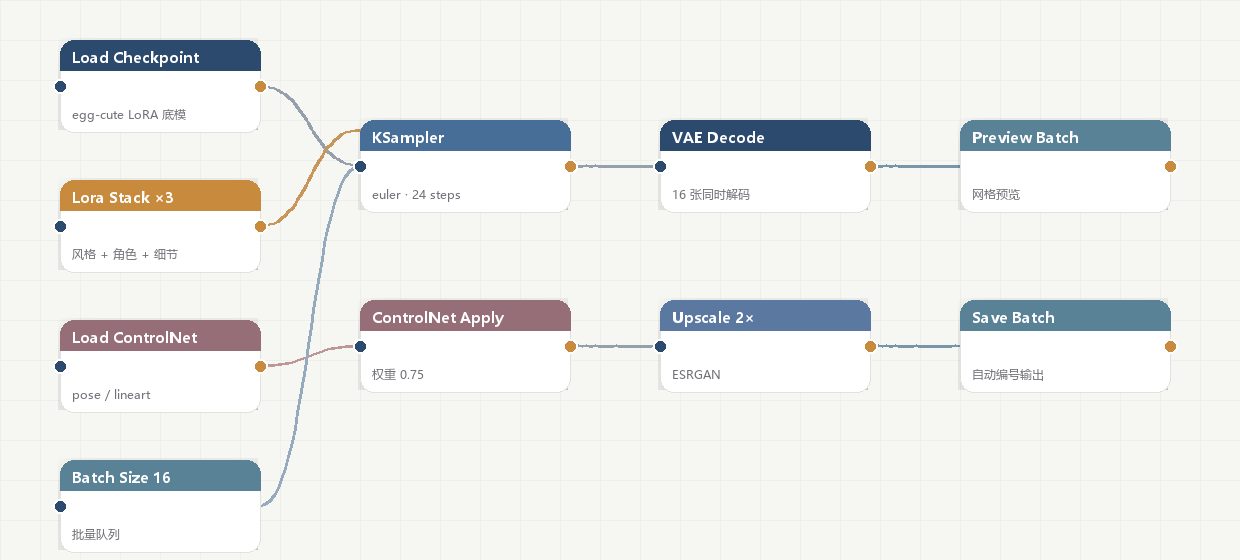 Load Checkpoint
egg-cute LoRA 底模
Lora Stack ×3
风格 + 角色 + 细节
Load ControlNet
pose / lineart
Batch Size 16
批量队列
KSampler
euler · 24 steps
VAE Decode
16 张同时解码
Preview Batch
网格预览
ControlNet Apply
权重 0.75
Upscale 2×
ESRGAN
Save Batch
自动编号输出